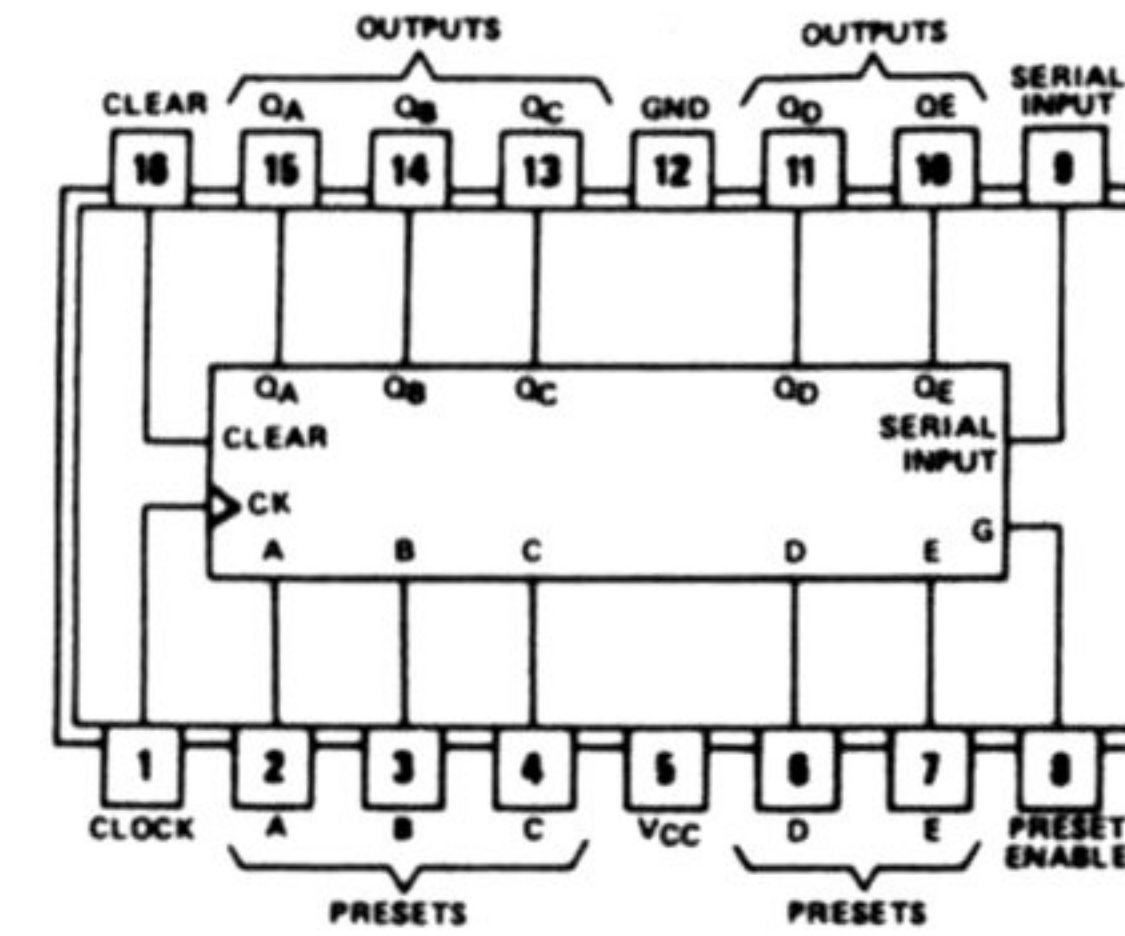 OUTPUTS OUTPUTS
CLEAR QA QB QC GND QD QE SERIAL INPUT
16 15 14 13 12 11 10 9
QA QB QC QD QE
CLEAR SERIAL
INPUT
CK
G
A B C D E
1 2 3 4 5 6 7 8
CLOCK A B C VCC D E PRESET
ENABLE
PRESETS PRESETS